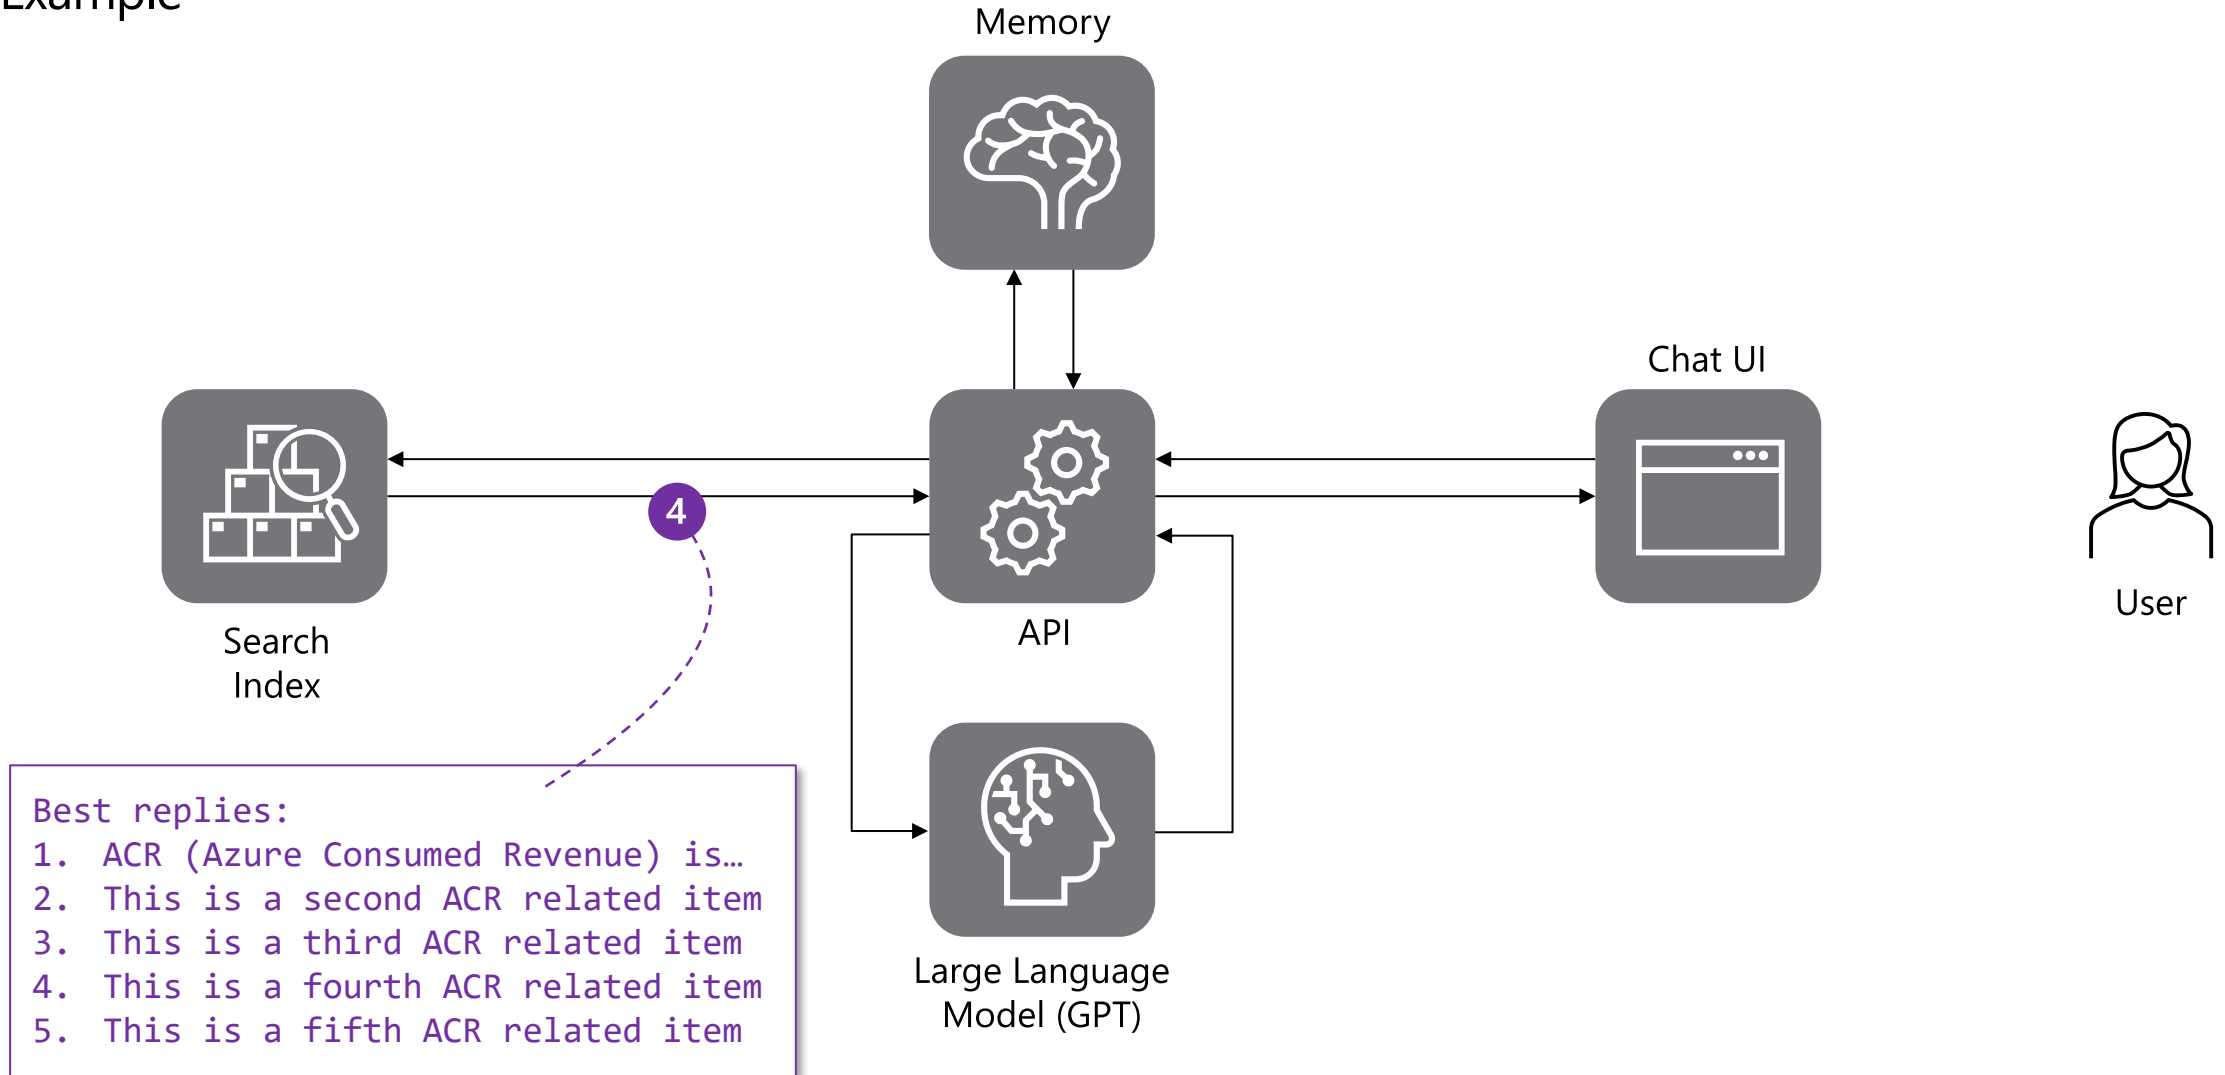 Example
Memory
Chat UI
4
User
API
Search
Index
Best replies:
1. ACR (Azure Consumed Revenue) is…
2. This is a second ACR related item
3. This is a third ACR related item
4. This is a fourth ACR related item
5. This is a fifth ACR related item
Large Language
Model (GPT)